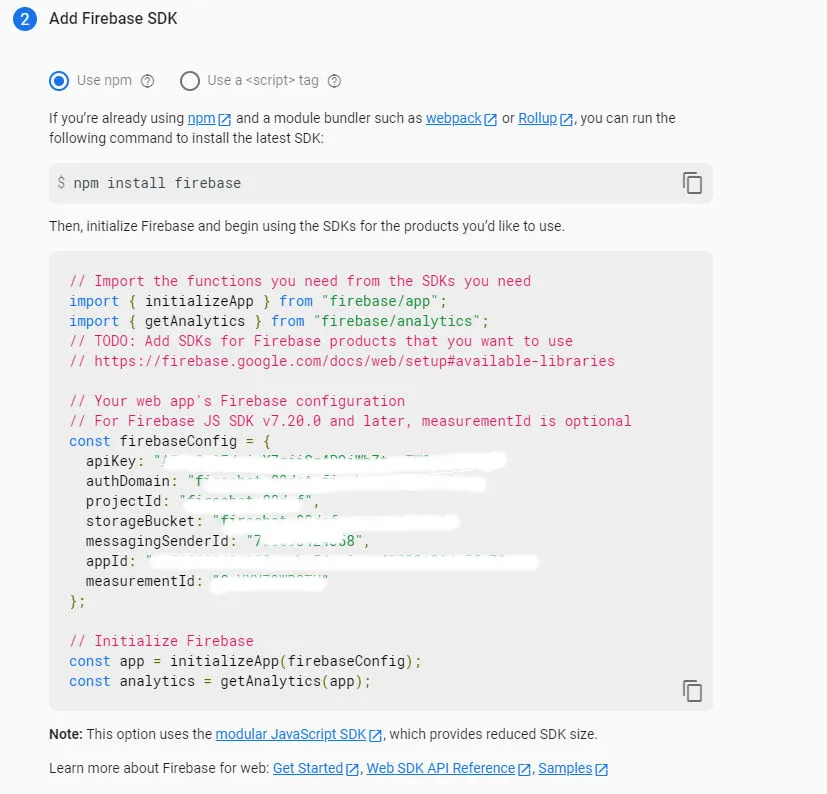 2 Add Firebase SDK
Use npm Use a <script> tag
If you’re already using npm and a module bundler such as webpack or Rollup, you can run the
following command to install the latest SDK:
$ npm install firebase
Then, initialize Firebase and begin using the SDKs for the products you’d like to use.
// Import the functions you need from the SDKs you need
import { initializeApp } from "firebase/app";
import { getAnalytics } from "firebase/analytics";
// TODO: Add SDKs for Firebase products that you want to use
// https://firebase.google.com/docs/web/setup#available-libraries
// Your web app's Firebase configuration
// For Firebase JS SDK v7.20.0 and later, measurementId is optional
const firebaseConfig = {
apiKey: "
authDomain: "
projectId: "
storageBucket: "
messagingSenderId: "
appId: "
measurementId: "
};
// Initialize Firebase
const app = initializeApp(firebaseConfig);
const analytics = getAnalytics(app);
Note: This option uses the modular JavaScript SDK, which provides reduced SDK size.
Learn more about Firebase for web: Get Started, Web SDK API Reference, Samples